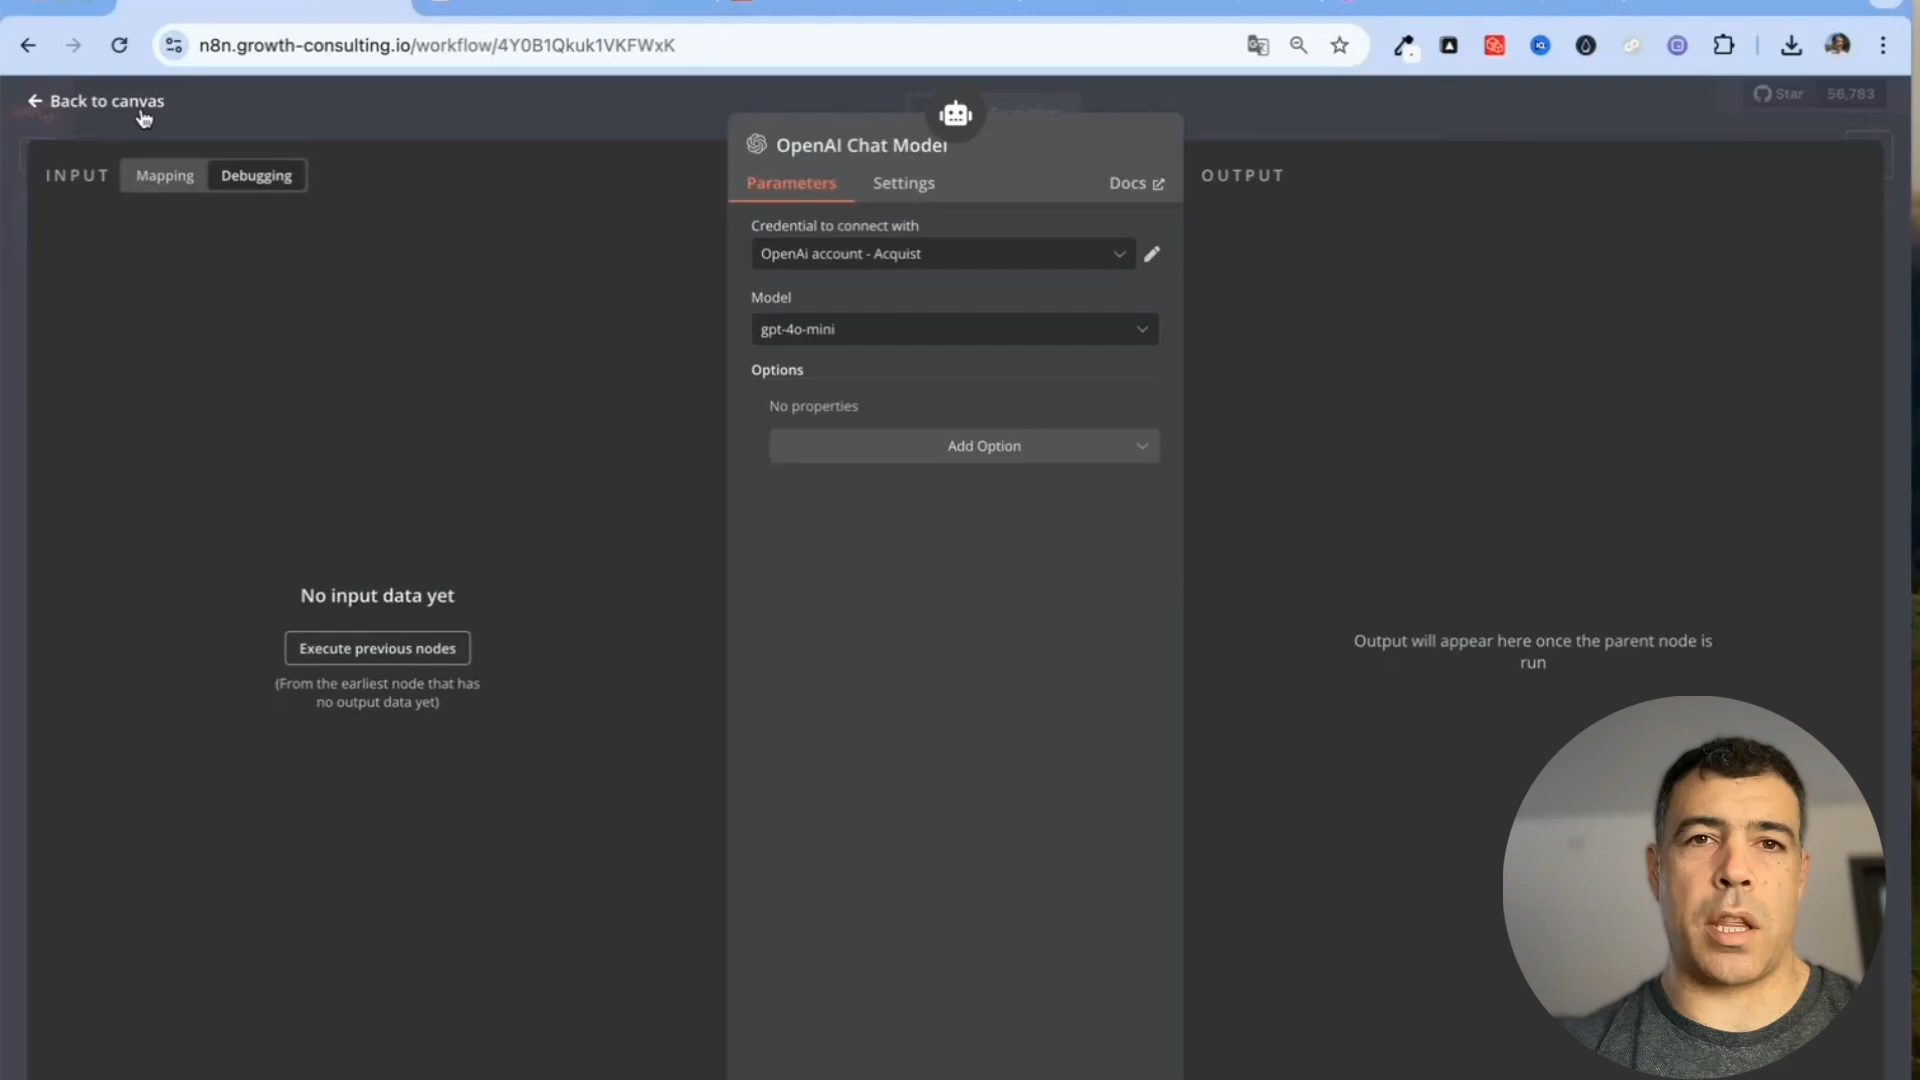 n8n.growth-consulting.io/workflow/4Y0B1Qkuk1VKFWxK
Back to canvas
Star 56,783
INPUT Mapping Debugging
OpenAI Chat Model
Parameters Settings Docs
Credential to connect with
OpenAi account - Acquist
Model
gpt-4o-mini
Options
No properties
Add Option
No input data yet
Execute previous nodes
(From the earliest node that has
no output data yet)
OUTPUT
Output will appear here once the parent node is
run